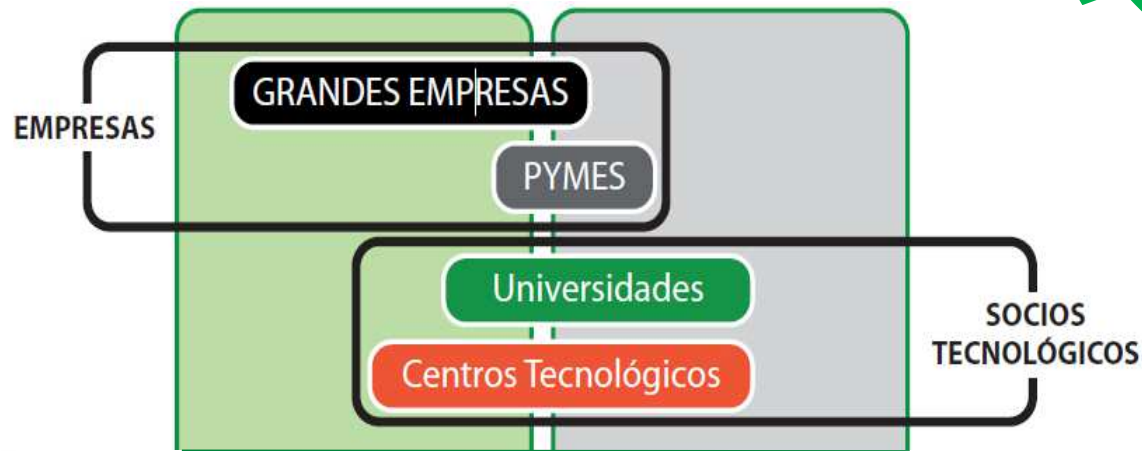 GRANDES EMPRESAS
EMPRESAS
PYMES
Universidades
SOCIOS
TECNOLÓGICOS
Centros Tecnológicos